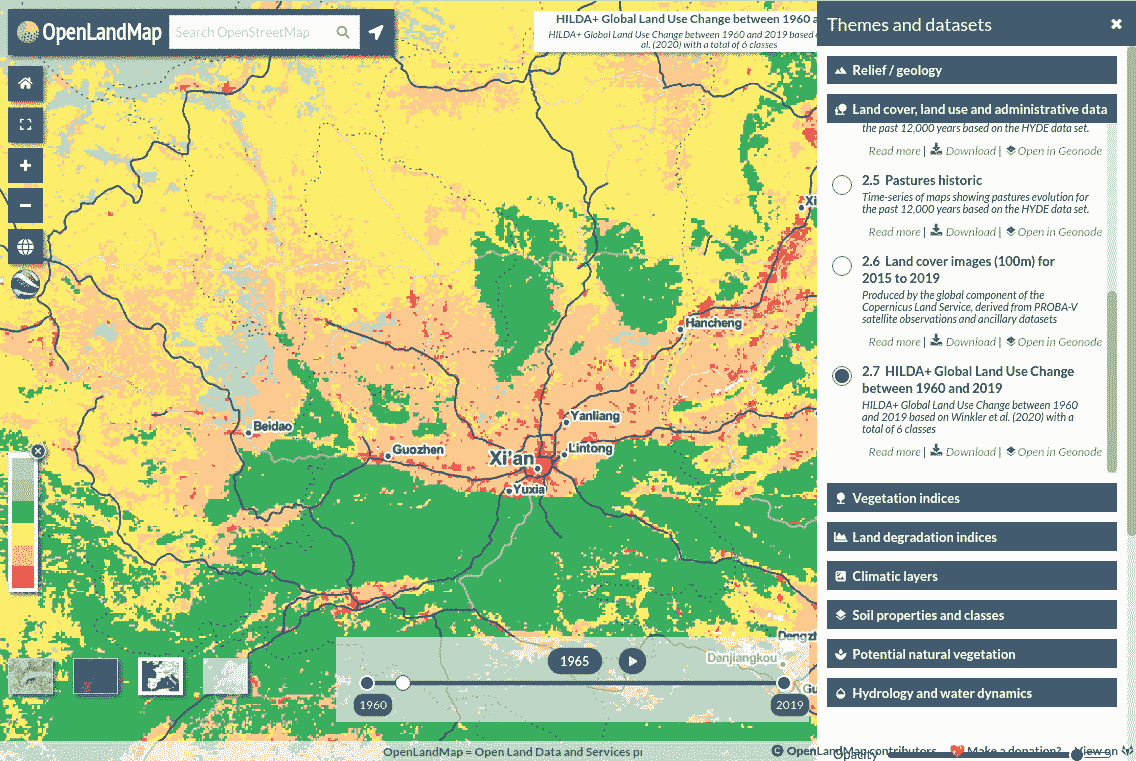 OpenLandMap
Search OpenStreetMap
HILDA+ Global Land Use Change between 1960 a
HILDA+ Global Land Use Change between 1960 and 2019 based
al. (2020) with a total of 6 classes
Xi
Hancheng
Yanliang
Beidao
Guozhen
Lintong
Xi'an
Yuxia
Danjiangkou
1965
1960
2019
OpenLandMap = Open Land Data and Services
Themes and datasets
Relief / geology
Land cover, land use and administrative data
the past 12,000 years based on the HYDE data set.
Read more | Download | Open in Geonode
2.5 Pastures historic
Time-series of maps showing pastures evolution for
the past 12,000 years based on the HYDE data set.
Read more | Download | Open in Geonode
2.6 Land cover images (100m) for
2015 to 2019
Produced by the global component of the
Copernicus Land Service, derived from PROBA-V
satellite observations and ancillary datasets
Read more | Download | Open in Geonode
2.7 HILDA+ Global Land Use Change
between 1960 and 2019
HILDA+ Global Land Use Change between 1960
and 2019 based on Winkler et al. (2020) with a
total of 6 classes
Read more | Download | Open in Geonode
Vegetation indices
Land degradation indices
Climatic layers
Soil properties and classes
Potential natural vegetation
Hydrology and water dynamics
© OpenLandMap contributors Make a donation? View on
Opacity